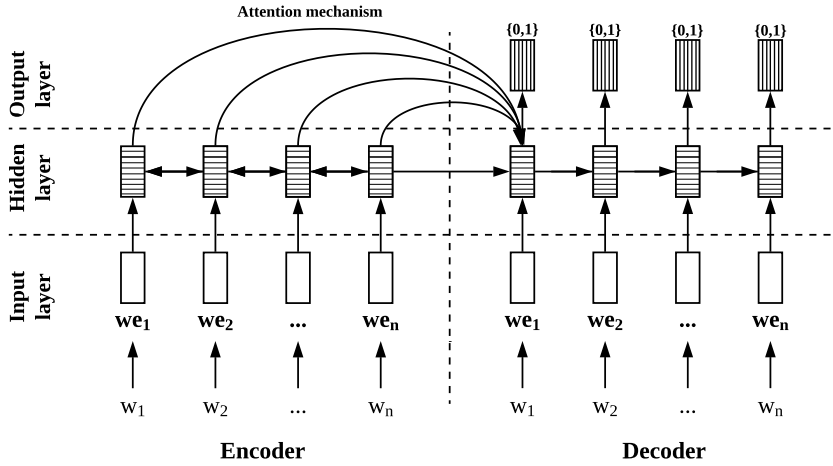 Attention mechanism
{0,1} {0,1} {0,1} {0,1}
Output
layer
Hidden
layer
Input
layer
we1 we2 ... wen we1 we2 ... wen
w1 w2 ... wn w1 w2 ... wn
Encoder Decoder